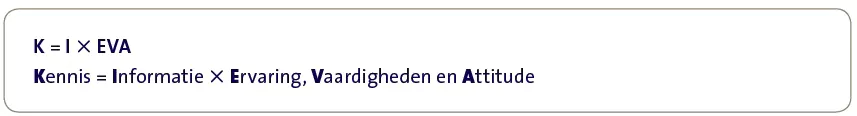 K = I × EVA
Kennis = Informatie × Ervaring, Vaardigheden en Attitude